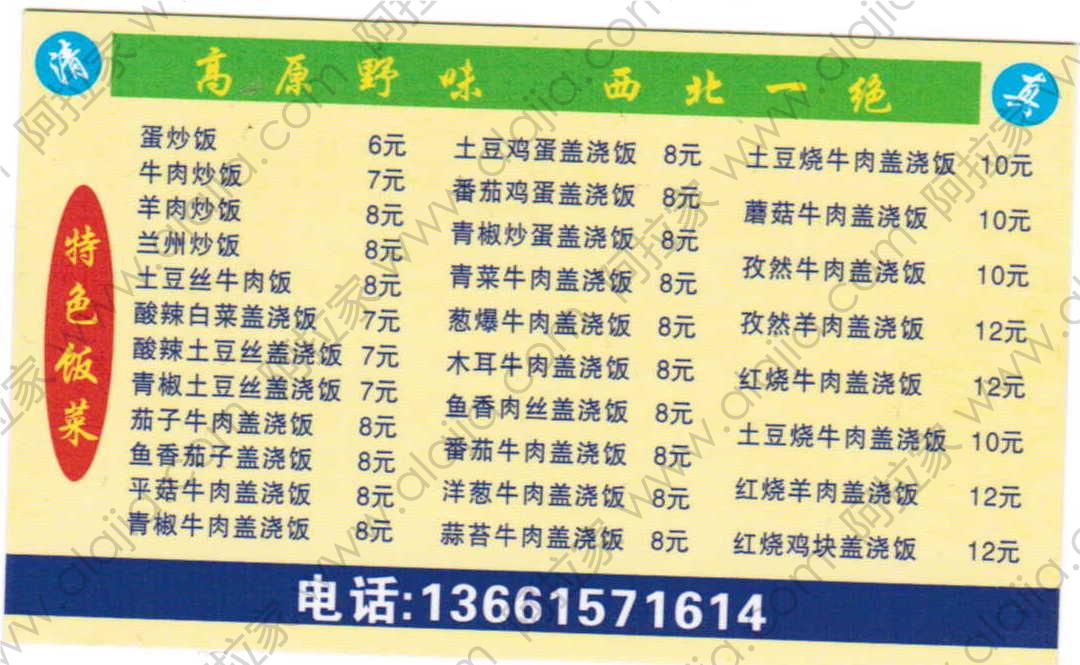 清
高原野味 西北一绝
真
特色饭菜
蛋炒饭 6元
牛肉炒饭 7元
羊肉炒饭 8元
兰州炒饭 8元
土豆丝牛肉饭 8元
酸辣白菜盖浇饭 7元
酸辣土豆丝盖浇饭 7元
青椒土豆丝盖浇饭 7元
茄子牛肉盖浇饭 8元
鱼香茄子盖浇饭 8元
平菇牛肉盖浇饭 8元
青椒牛肉盖浇饭 8元
土豆鸡蛋盖浇饭 8元
番茄鸡蛋盖浇饭 8元
青椒炒蛋盖浇饭 8元
青菜牛肉盖浇饭 8元
葱爆牛肉盖浇饭 8元
木耳牛肉盖浇饭 8元
鱼香肉丝盖浇饭 8元
番茄牛肉盖浇饭 8元
洋葱牛肉盖浇饭 8元
蒜苔牛肉盖浇饭 8元
土豆烧牛肉盖浇饭 10元
蘑菇牛肉盖浇饭 10元
孜然牛肉盖浇饭 10元
孜然羊肉盖浇饭 12元
红烧牛肉盖浇饭 12元
土豆烧牛肉盖浇饭 10元
红烧羊肉盖浇饭 12元
红烧鸡块盖浇饭 12元
电话:13661571614
阿拉家 www.alajia.com